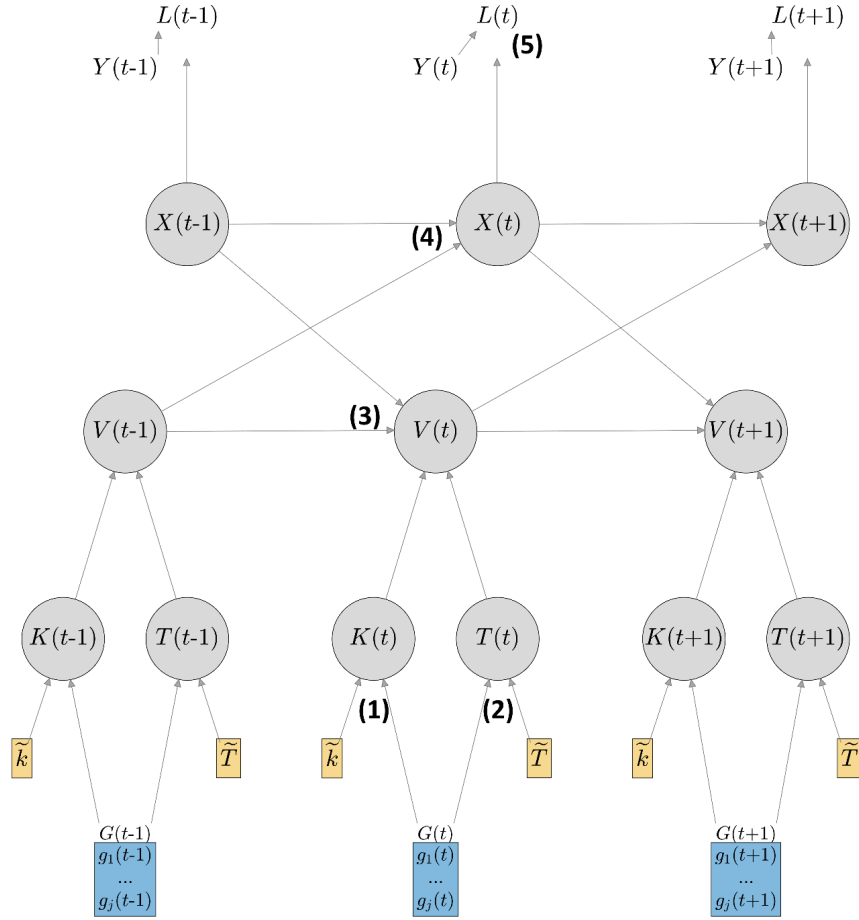 L(t-1) L(t) L(t+1)
(5)
Y(t-1) Y(t) Y(t+1)
X(t-1) X(t) X(t+1)
(4)
(3)
V(t-1) V(t) V(t+1)
K(t-1) T(t-1) K(t) T(t) K(t+1) T(t+1)
(1) (2)
k̃ T̃ k̃ T̃ k̃ T̃
G(t-1) G(t) G(t+1)
g₁(t-1) g₁(t) g₁(t+1)
... ... ...
gⱼ(t-1) gⱼ(t) gⱼ(t+1)